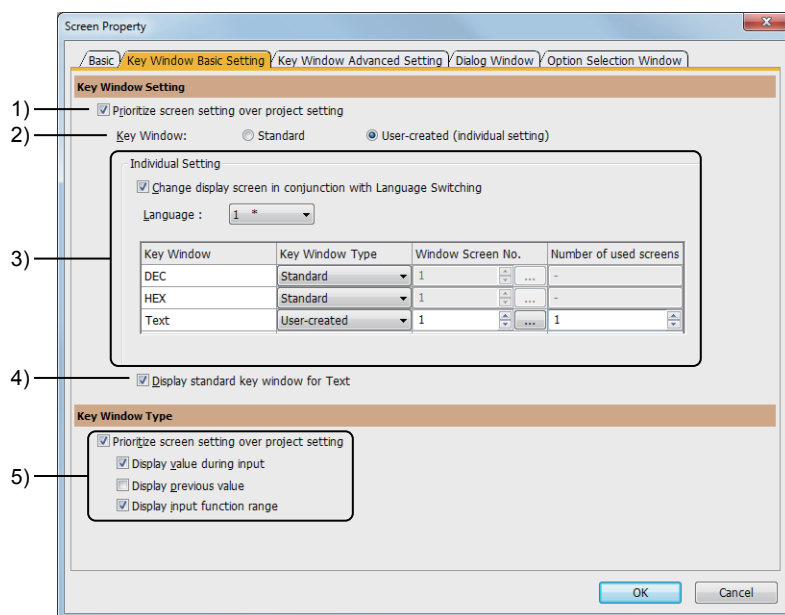 Screen Property
Basic Key Window Basic Setting Key Window Advanced Setting Dialog Window Option Selection Window
Key Window Setting
1) Prioritize screen setting over project setting
2) Key Window: Standard User-created (individual setting)
Individual Setting
Change display screen in conjunction with Language Switching
Language : 1 *
3)
Key Window Key Window Type Window Screen No. Number of used screens
DEC Standard 1 ... -
HEX Standard 1 ... -
Text User-created 1 ... 1
4) Display standard key window for Text
Key Window Type
Prioritize screen setting over project setting
Display value during input
5) Display previous value
Display input function range
OK Cancel